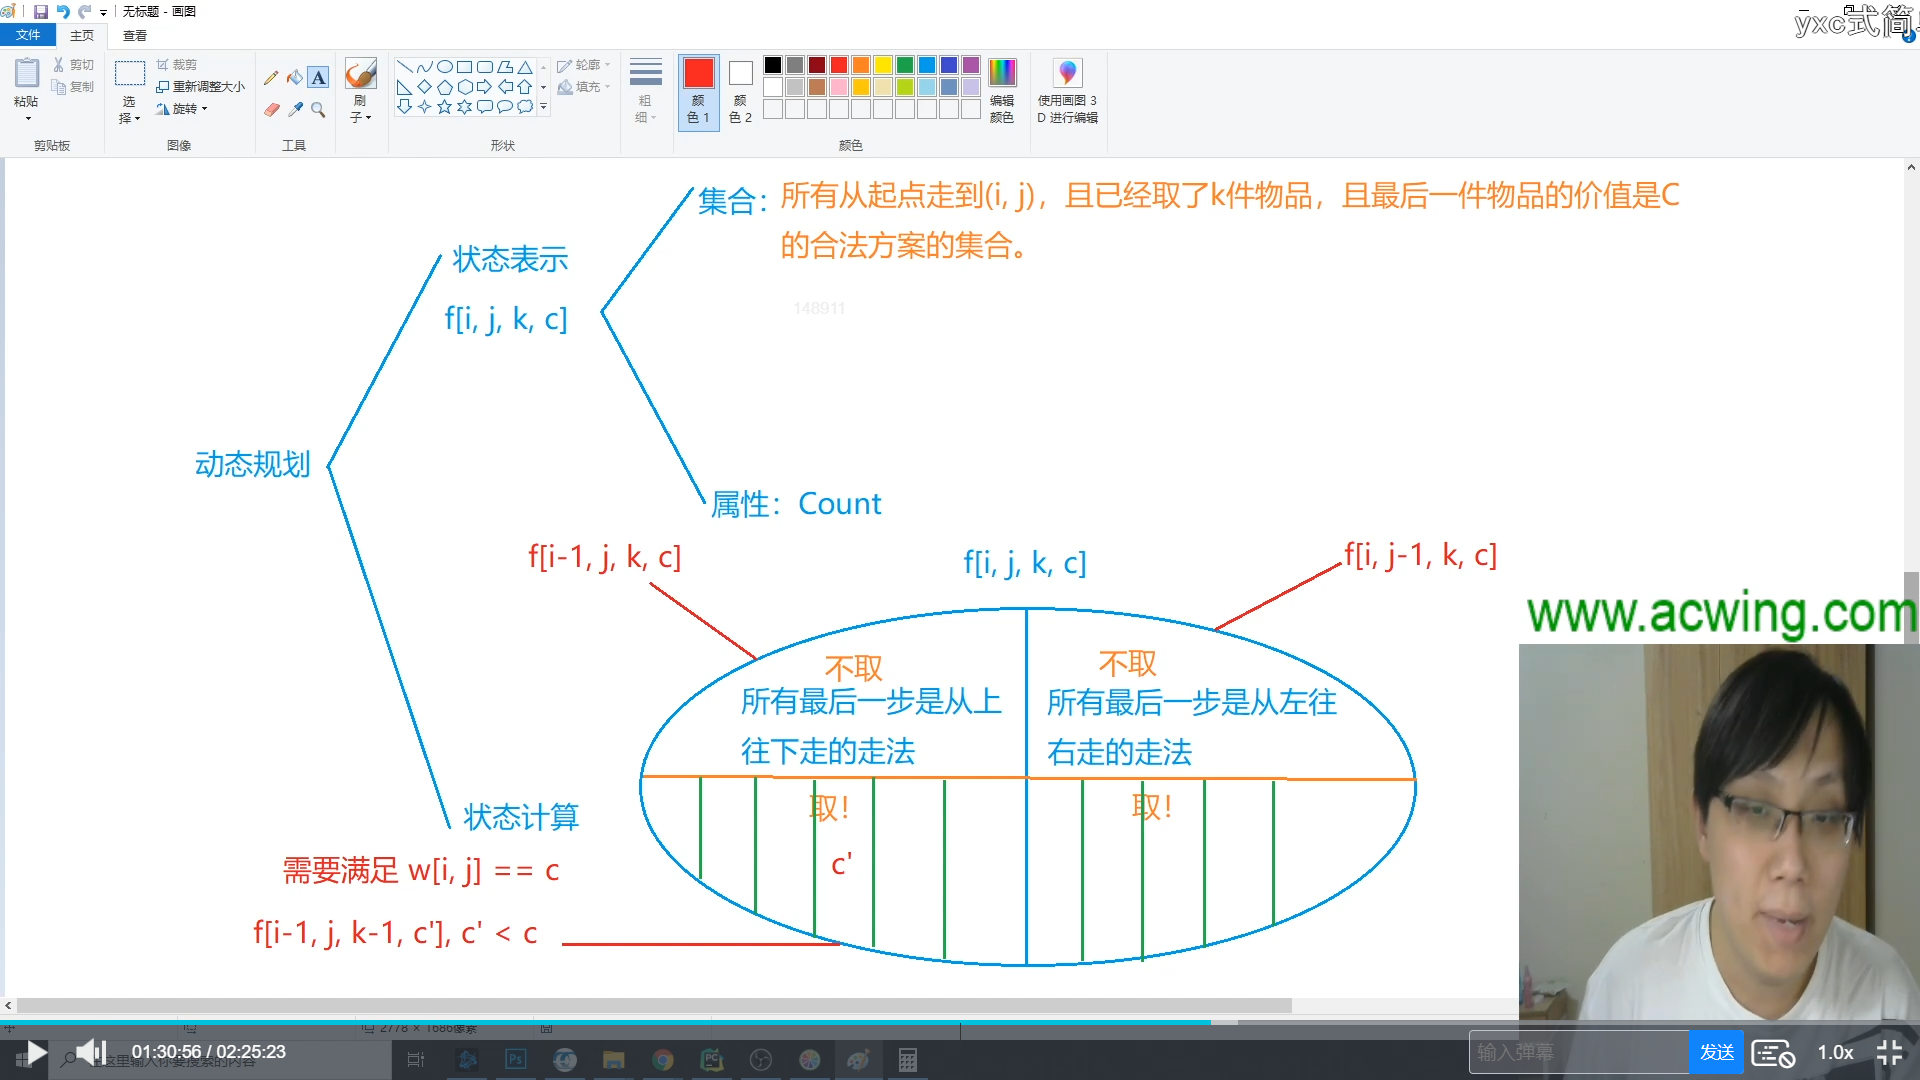 无标题 - 画图
yxc式简
文件 主页 查看
粘贴
剪切
复制
剪贴板
选择
裁剪
重新调整大小
旋转
图像
A
工具
刷子
形状
轮廓
填充
粗细
颜色 1
颜色 2
编辑颜色
颜色
使用画图 3D 进行编辑
集合：所有从起点走到(i, j)，且已经取了k件物品，且最后一件物品的价值是C
的合法方案的集合。
状态表示
f[i, j, k, c]
148911
动态规划
属性：Count
f[i-1, j, k, c]
f[i, j, k, c]
f[i, j-1, k, c]
www.acwing.com
不取
所有最后一步是从上
往下走的走法
不取
所有最后一步是从左往
右走的走法
取！
取！
c'
状态计算
需要满足 w[i, j] == c
f[i-1, j, k-1, c'], c' < c
2778 × 1686像素
01:30:56 / 02:25:23
这里输入你要搜索的内容
Ps
PC
输入弹幕
发送
1.0x